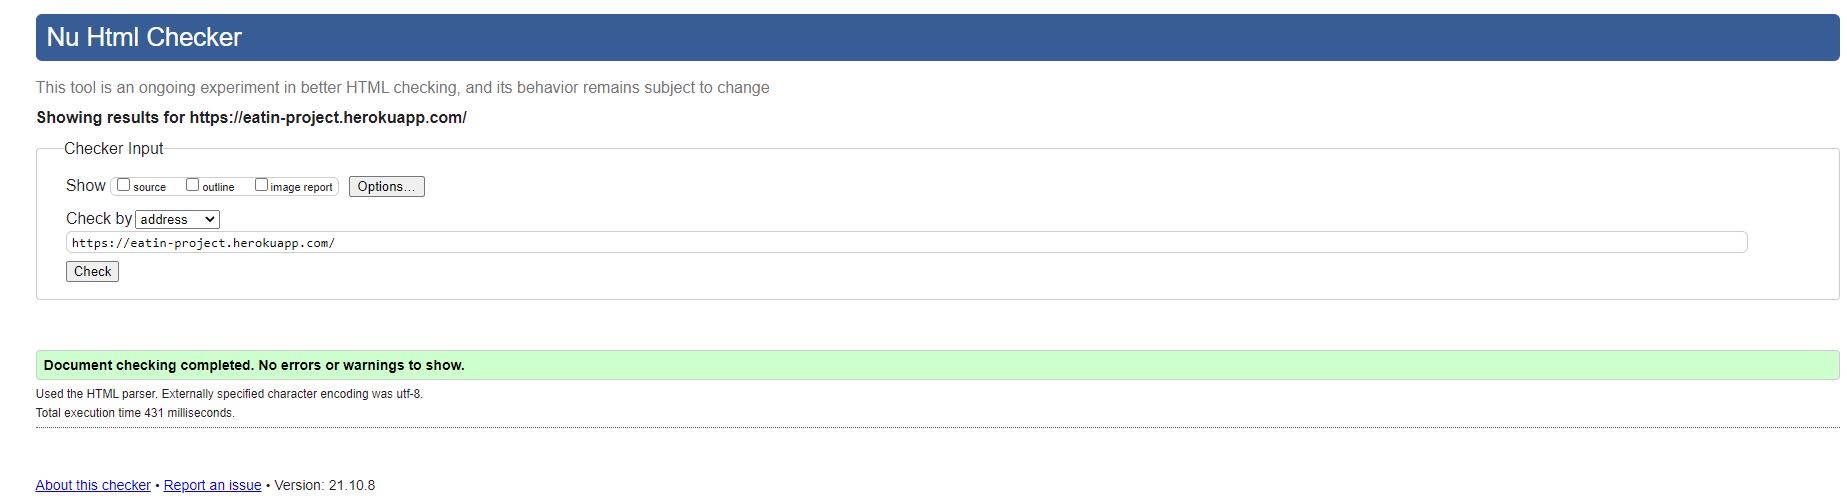 Nu Html Checker
This tool is an ongoing experiment in better HTML checking, and its behavior remains subject to change
Showing results for https://eatin-project.herokuapp.com/
Checker Input
Show source outline image report Options...
Check by address
https://eatin-project.herokuapp.com/
Check
Document checking completed. No errors or warnings to show.
Used the HTML parser. Externally specified character encoding was utf-8.
Total execution time 431 milliseconds.
About this checker • Report an issue • Version: 21.10.8